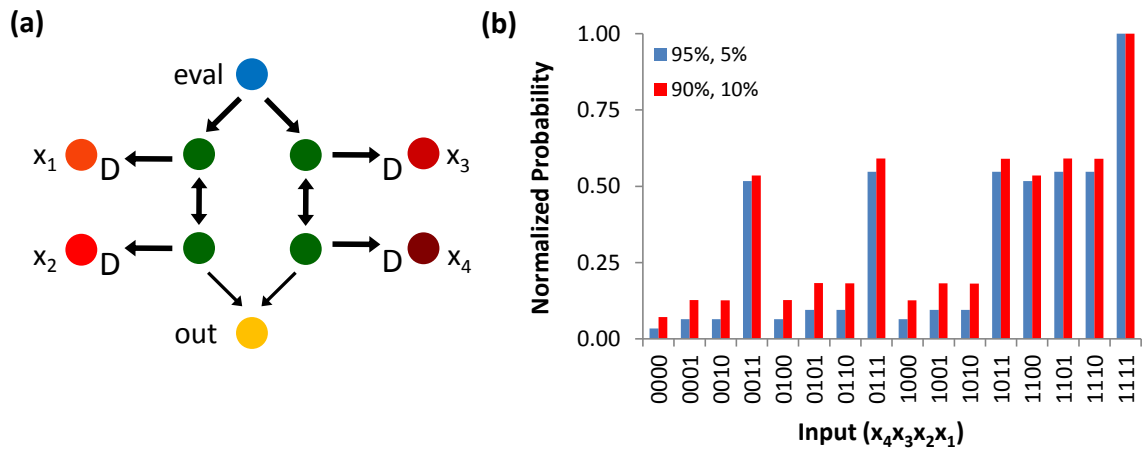 (a)
eval
x1 D
D x3
x2 D
D x4
out
(b)
Normalized Probability
1.00
0.75
0.50
0.25
0.00
95%, 5%
90%, 10%
0000
0001
0010
0011
0100
0101
0110
0111
1000
1001
1010
1011
1100
1101
1110
1111
Input (x4x3x2x1)